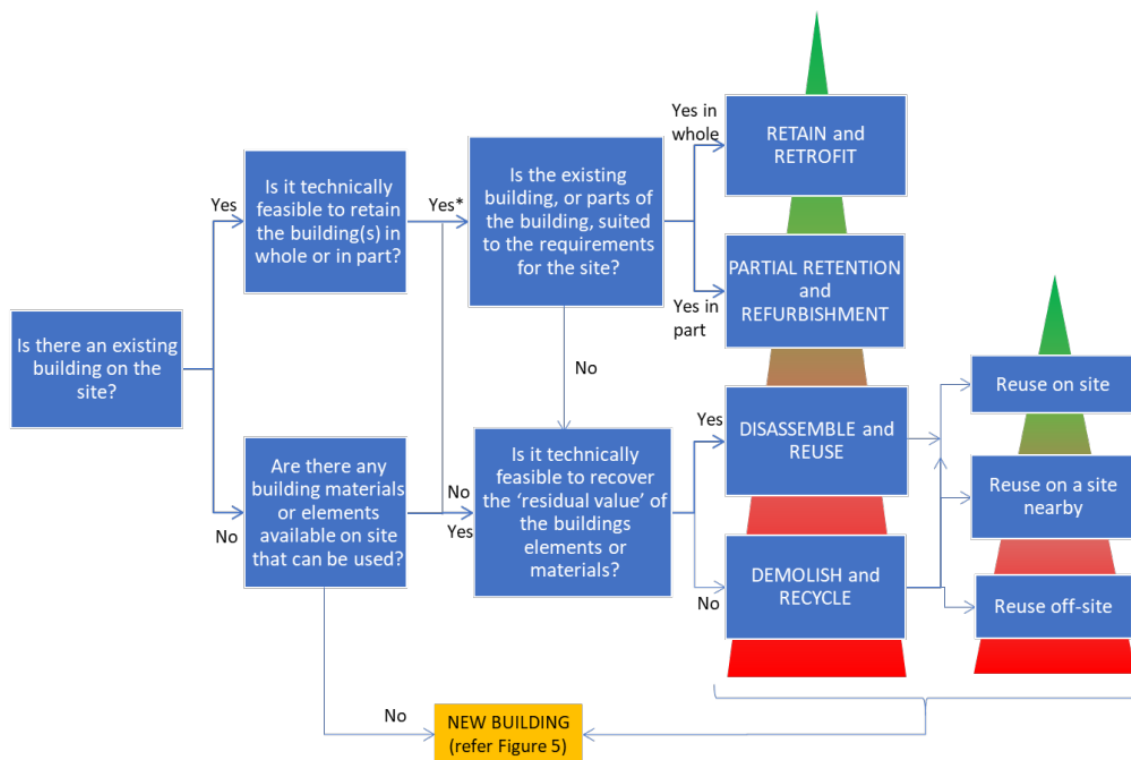 Is there an existing
building on the
site?
Yes
No
Is it technically
feasible to retain
the building(s) in
whole or in part?
Are there any
building materials
or elements
available on site
that can be used?
Yes*
No
Yes
Is the existing
building, or parts of
the building, suited
to the requirements
for the site?
No
Is it technically
feasible to recover
the ‘residual value’ of
the buildings
elements or
materials?
Yes in
whole
Yes in
part
Yes
No
RETAIN and
RETROFIT
PARTIAL RETENTION
and
REFURBISHMENT
DISASSEMBLE and
REUSE
DEMOLISH and
RECYCLE
Reuse on site
Reuse on a site
nearby
Reuse off-site
No
NEW BUILDING
(refer Figure 5)